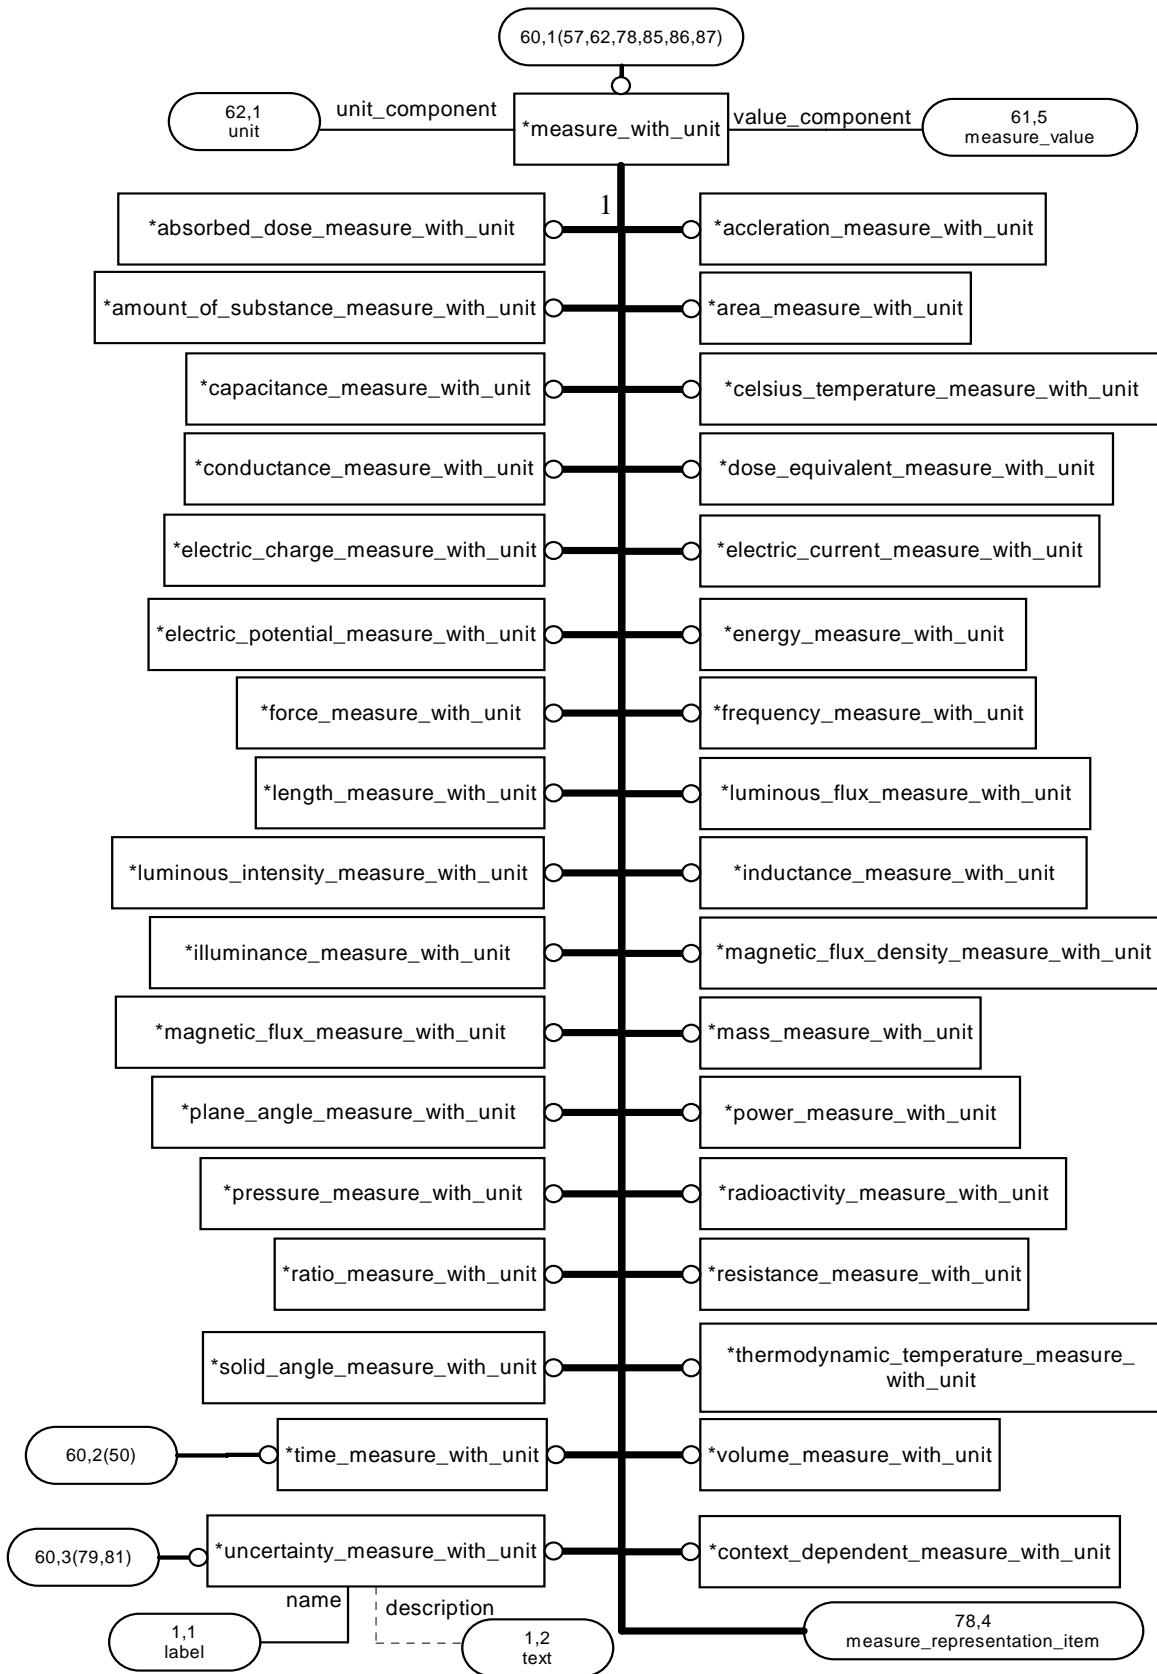 60,1(57,62,78,85,86,87)
62,1
unit
unit_component
*measure_with_unit
value_component
61,5
measure_value
1
*absorbed_dose_measure_with_unit
*accleration_measure_with_unit
*amount_of_substance_measure_with_unit
*area_measure_with_unit
*capacitance_measure_with_unit
*celsius_temperature_measure_with_unit
*conductance_measure_with_unit
*dose_equivalent_measure_with_unit
*electric_charge_measure_with_unit
*electric_current_measure_with_unit
*electric_potential_measure_with_unit
*energy_measure_with_unit
*force_measure_with_unit
*frequency_measure_with_unit
*length_measure_with_unit
*luminous_flux_measure_with_unit
*luminous_intensity_measure_with_unit
*inductance_measure_with_unit
*illuminance_measure_with_unit
*magnetic_flux_density_measure_with_unit
*magnetic_flux_measure_with_unit
*mass_measure_with_unit
*plane_angle_measure_with_unit
*power_measure_with_unit
*pressure_measure_with_unit
*radioactivity_measure_with_unit
*ratio_measure_with_unit
*resistance_measure_with_unit
*solid_angle_measure_with_unit
*thermodynamic_temperature_measure_
with_unit
60,2(50)
*time_measure_with_unit
*volume_measure_with_unit
60,3(79,81)
*uncertainty_measure_with_unit
*context_dependent_measure_with_unit
name
description
1,1
label
1,2
text
78,4
measure_representation_item